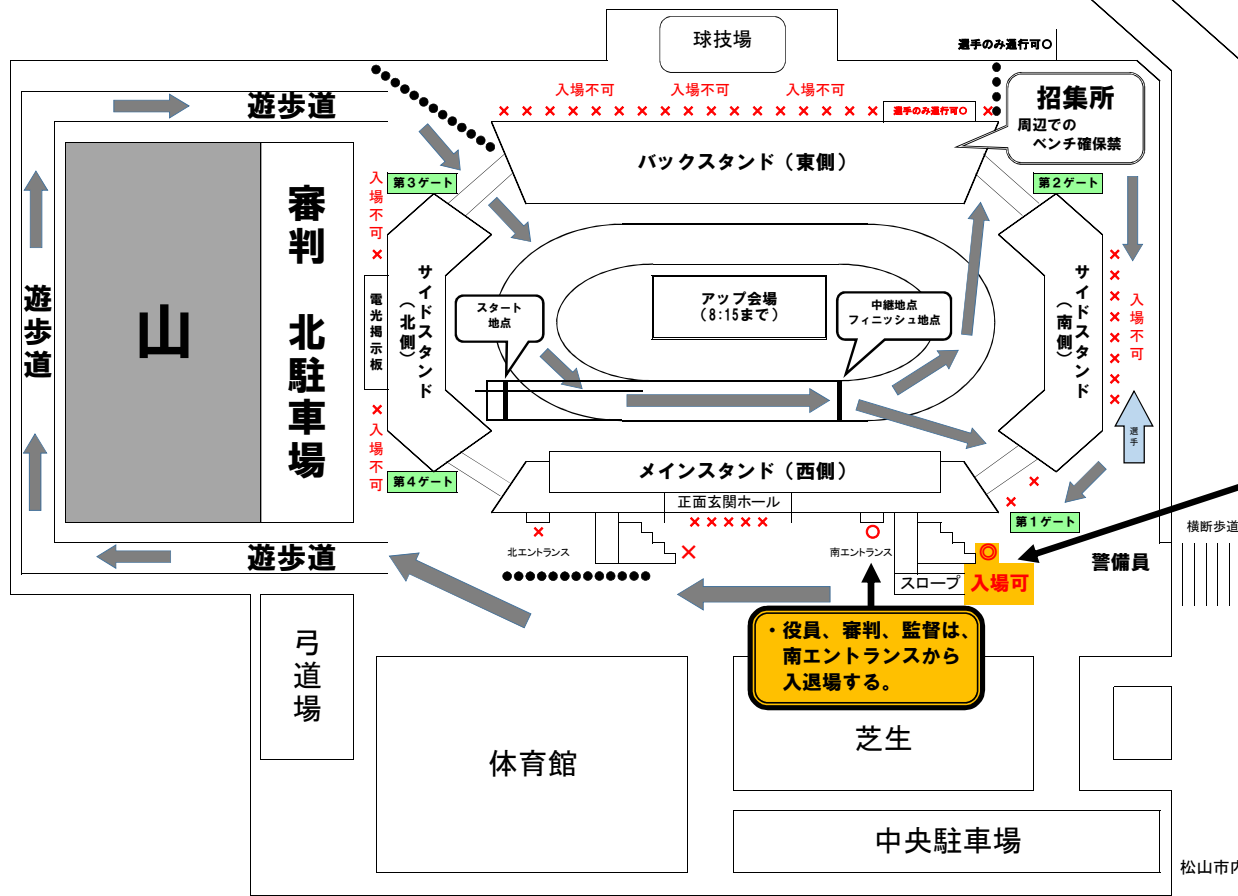 球技場
選手のみ通行可〇
入場不可
入場不可
入場不可
××××××××××××××××××
選手のみ通行可〇
×
招集所
周辺での
ベンチ確保禁
遊歩道
バックスタンド（東側）
第3ゲート
第2ゲート
入場不可
×
審判 北駐車場
山
遊歩道
電光掲示板
サイドスタンド
（北側）
スタート
地点
アップ会場
（8:15まで）
中継地点
フィニッシュ地点
サイドスタンド
（南側）
×××××××××
入場不可
選手
×
入場不可
第4ゲート
メインスタンド（西側）
正面玄関ホール
×××××
×
×
第1ゲート
×
北エントランス
×
〇
南エントランス
◎
スロープ
入場可
警備員
横断歩道
遊歩道
・役員、審判、監督は、
南エントランスから
入退場する。
弓道場
体育館
芝生
中央駐車場
松山市内